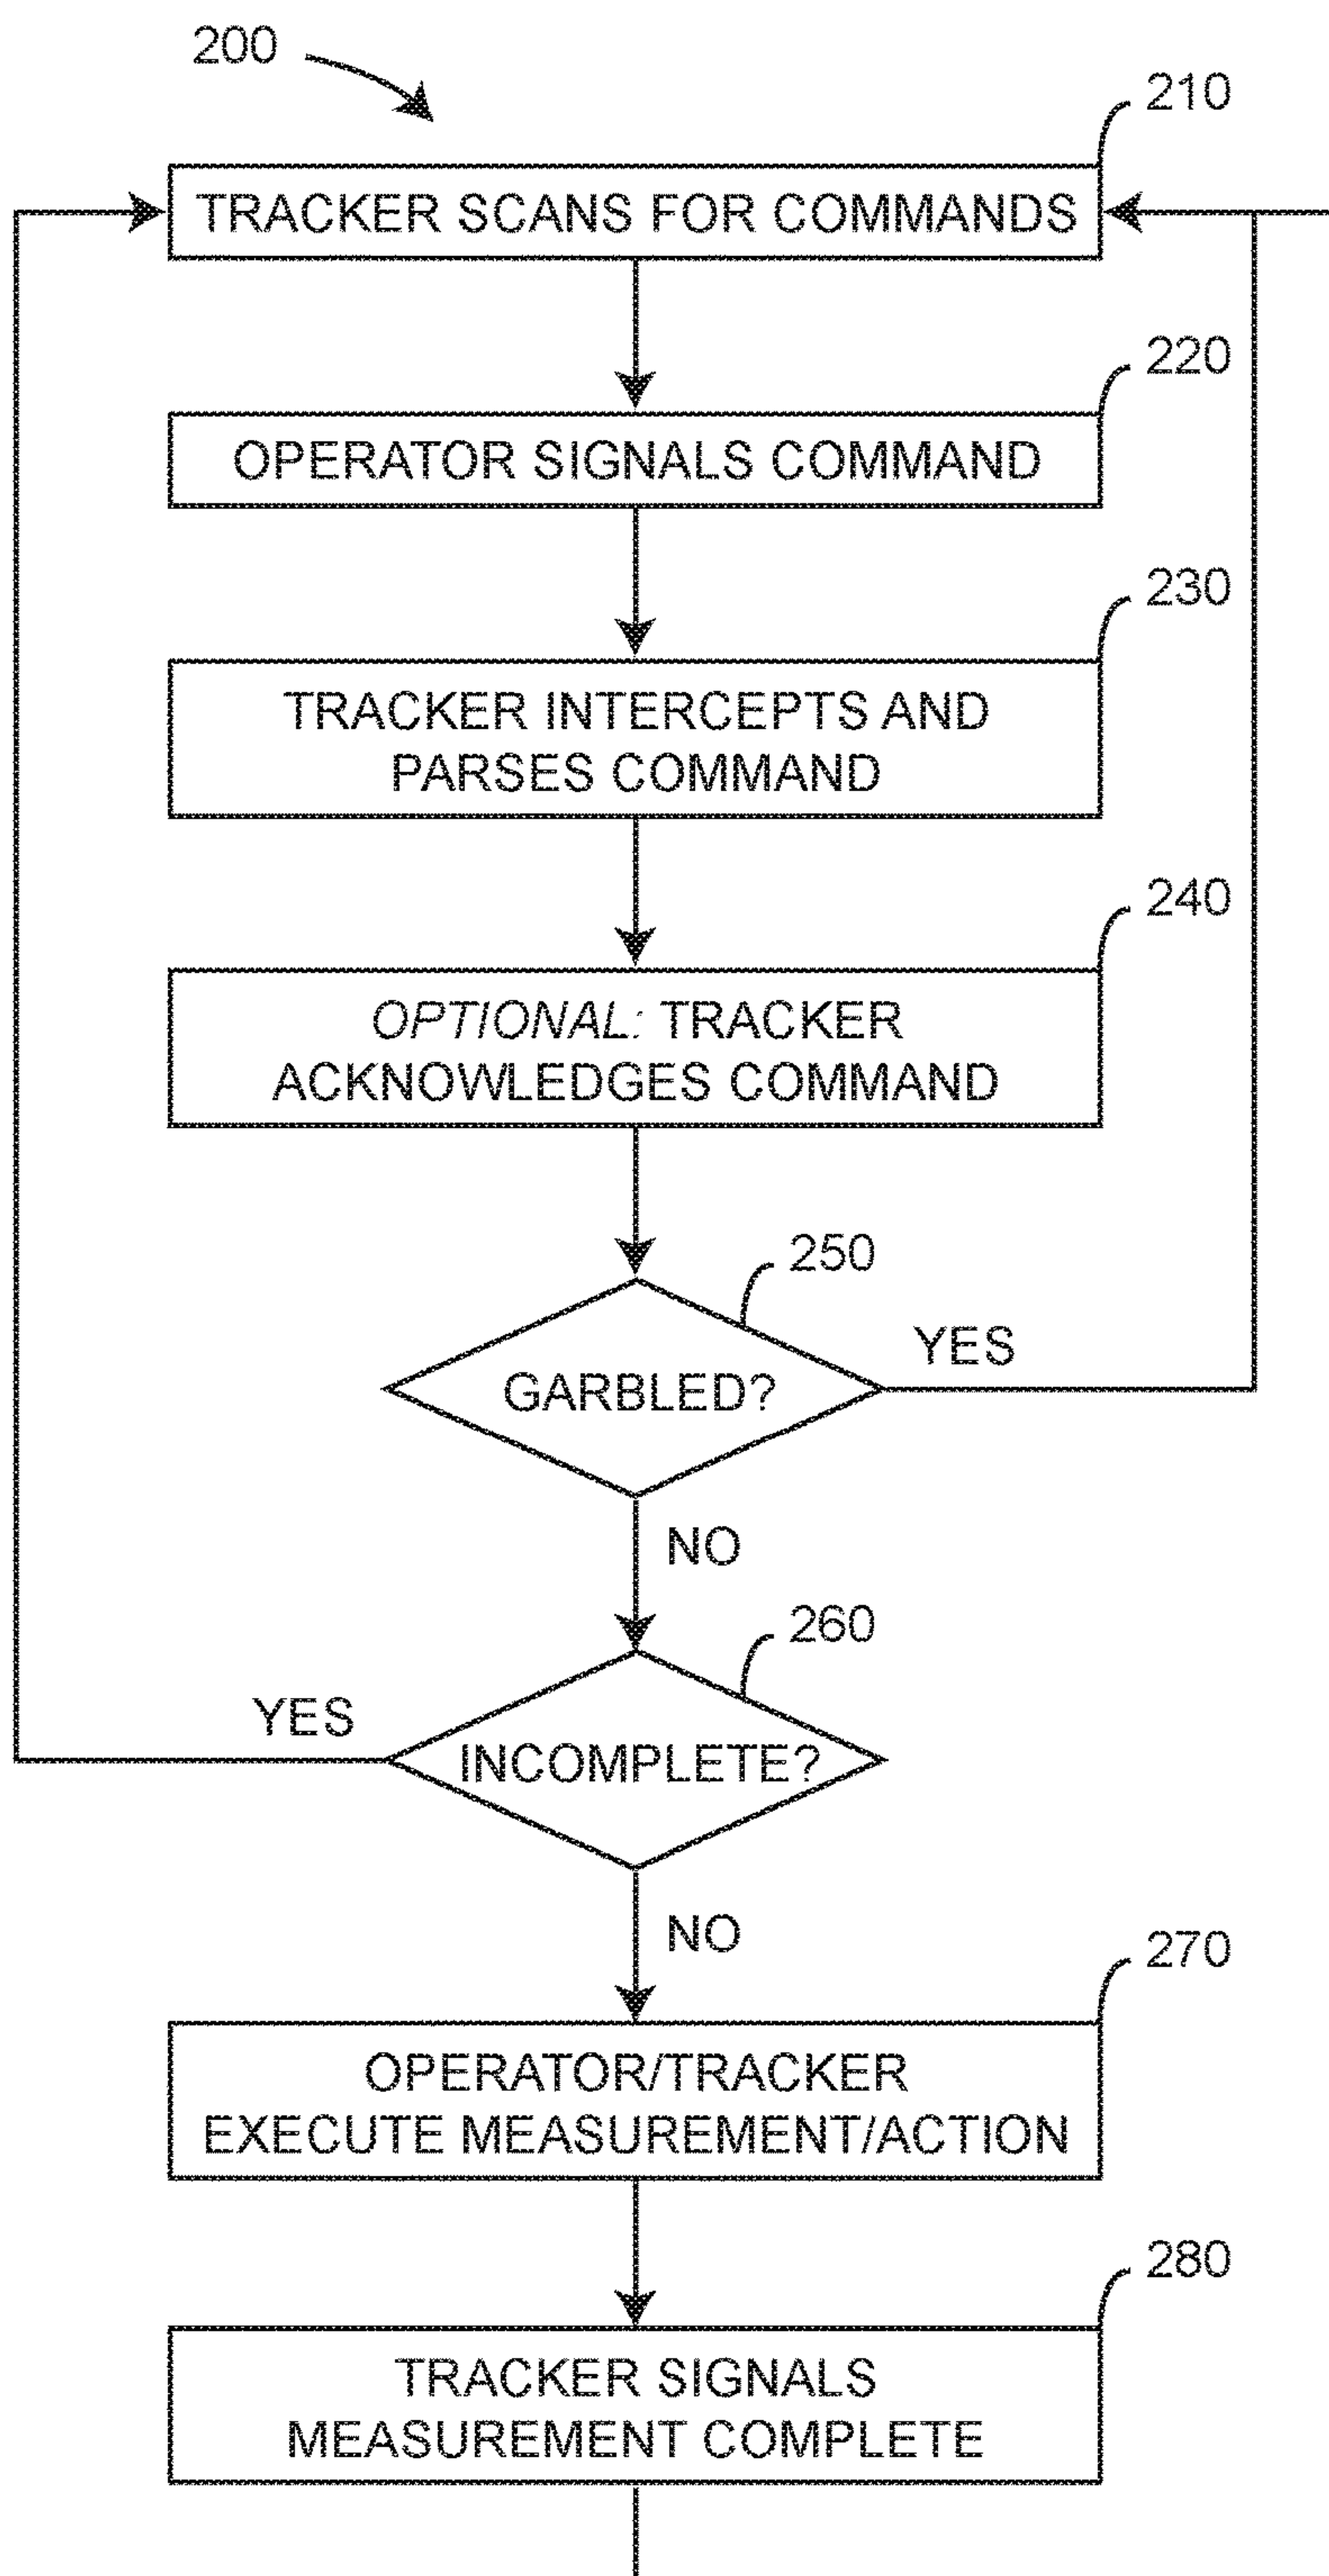 200
210
TRACKER SCANS FOR COMMANDS
220
OPERATOR SIGNALS COMMAND
230
TRACKER INTERCEPTS AND
PARSES COMMAND
240
OPTIONAL: TRACKER
ACKNOWLEDGES COMMAND
250
GARBLED?
YES
NO
260
YES
INCOMPLETE?
NO
270
OPERATOR/TRACKER
EXECUTE MEASUREMENT/ACTION
280
TRACKER SIGNALS
MEASUREMENT COMPLETE